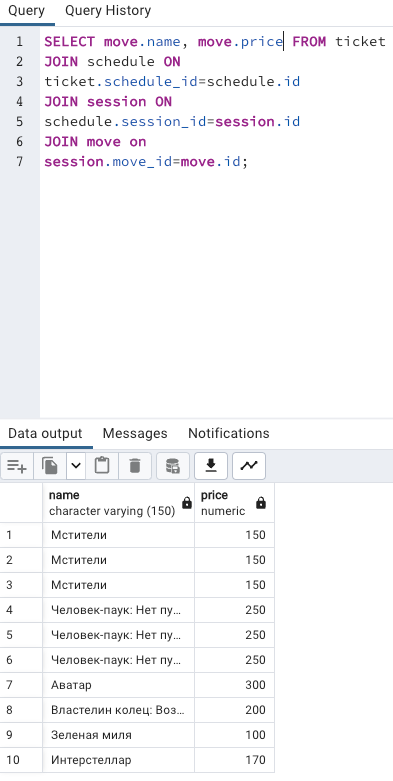 Query Query History
1 SELECT move.name, move.price FROM ticket
2 JOIN schedule ON
3 ticket.schedule_id=schedule.id
4 JOIN session ON
5 schedule.session_id=session.id
6 JOIN move on
7 session.move_id=move.id;
Data output Messages Notifications
name price
character varying (150) numeric
1 Мстители 150
2 Мстители 150
3 Мстители 150
4 Человек-паук: Нет пу... 250
5 Человек-паук: Нет пу... 250
6 Человек-паук: Нет пу... 250
7 Аватар 300
8 Властелин колец: Воз... 200
9 Зеленая миля 100
10 Интерстеллар 170